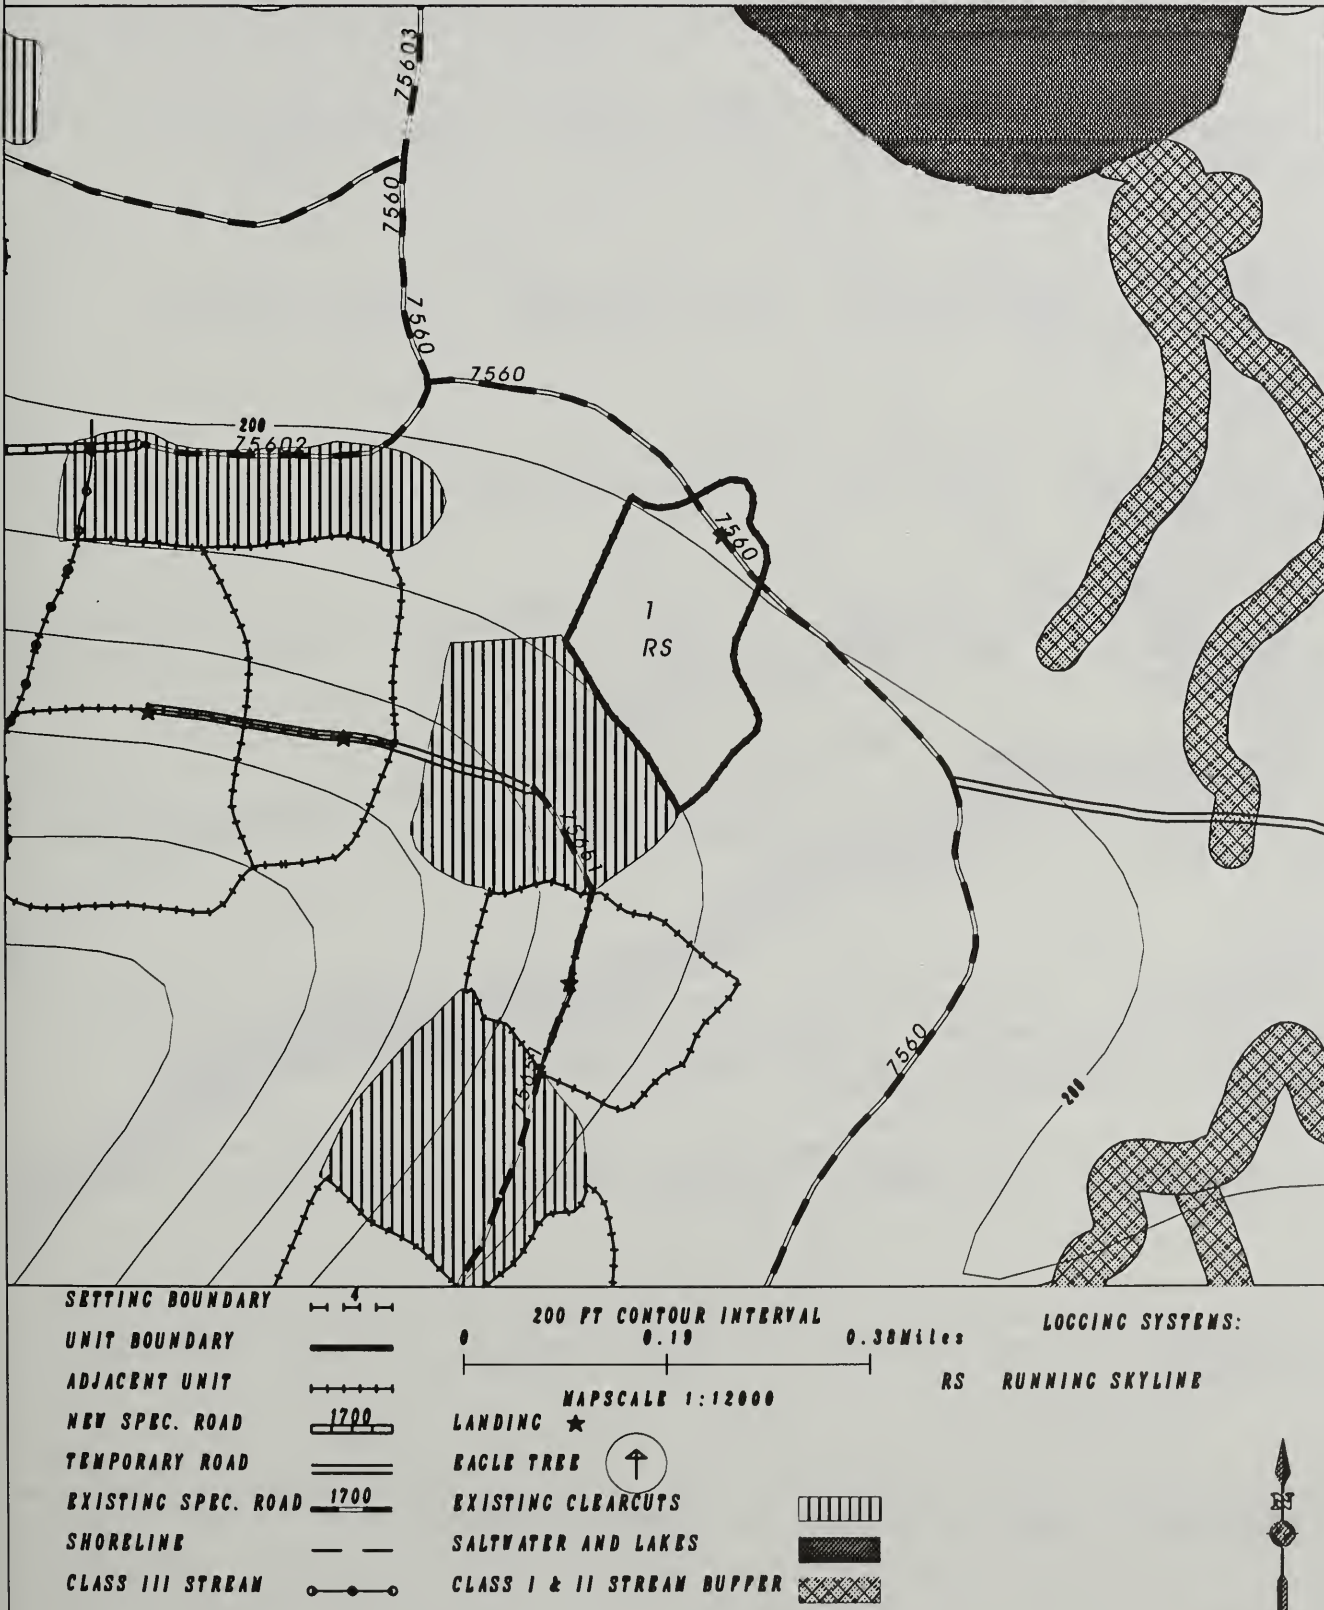 75603
7560
7560
7560
200
75602
7560
1
RS
75651
7560
200
SETTING BOUNDARY 4
UNIT BOUNDARY
ADJACENT UNIT
NEW SPEC. ROAD 1700
TEMPORARY ROAD
EXISTING SPEC. ROAD 1700
SHORELINE
CLASS III STREAM
200 FT CONTOUR INTERVAL
0 0.19 0.38Miles
MAPSCALE 1:12000
LANDING
EAGLE TREE
EXISTING CLEARCUTS
SALTWATER AND LAKES
CLASS I & II STREAM BUFFER
LOGGING SYSTEMS:
RS RUNNING SKYLINE
N